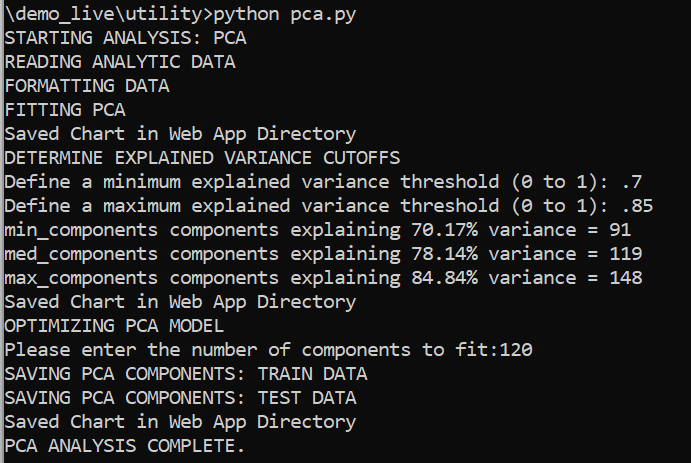 \demo_live\utility>python pca.py
STARTING ANALYSIS: PCA
READING ANALYTIC DATA
FORMATTING DATA
FITTING PCA
Saved Chart in Web App Directory
DETERMINE EXPLAINED VARIANCE CUTOFFS
Define a minimum explained variance threshold (0 to 1): .7
Define a maximum explained variance threshold (0 to 1): .85
min_components components explaining 70.17% variance = 91
med_components components explaining 78.14% variance = 119
max_components components explaining 84.84% variance = 148
Saved Chart in Web App Directory
OPTIMIZING PCA MODEL
Please enter the number of components to fit:120
SAVING PCA COMPONENTS: TRAIN DATA
SAVING PCA COMPONENTS: TEST DATA
Saved Chart in Web App Directory
PCA ANALYSIS COMPLETE.